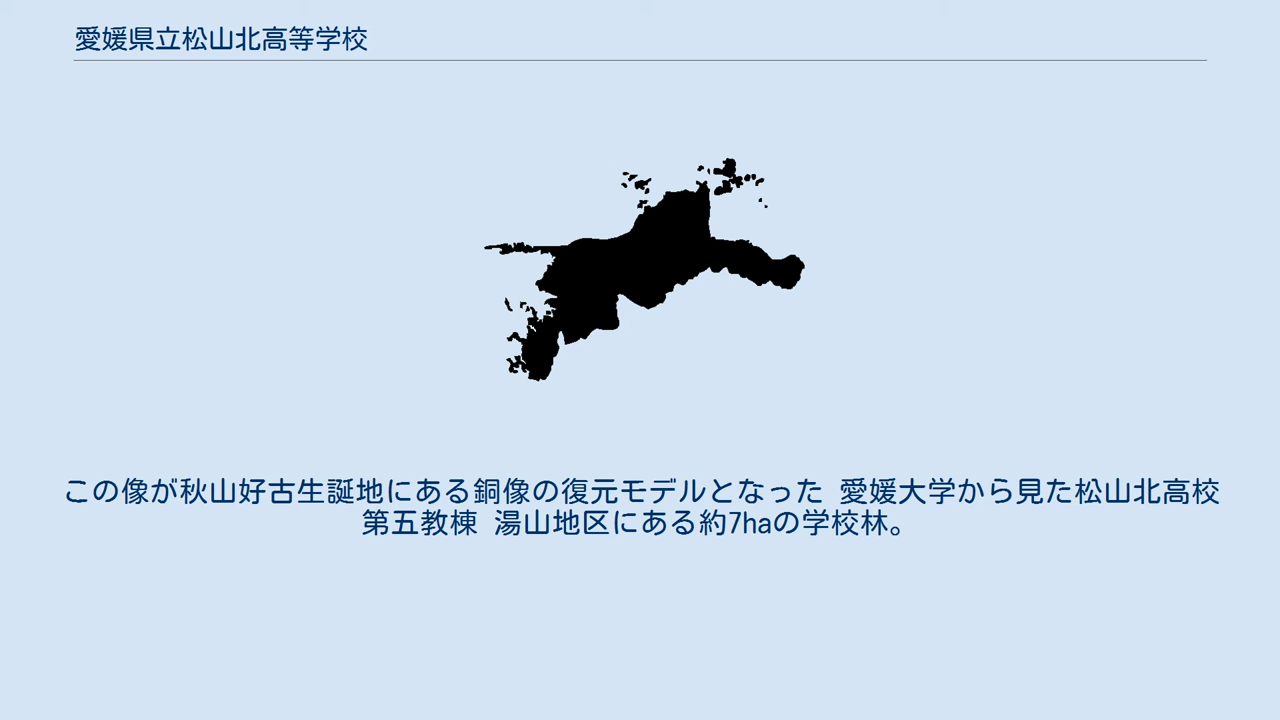 愛媛県立松山北高等学校
この像が秋山好古生誕地にある銅像の復元モデルとなった 愛媛大学から見た松山北高校
第五教棟 湯山地区にある約7haの学校林。